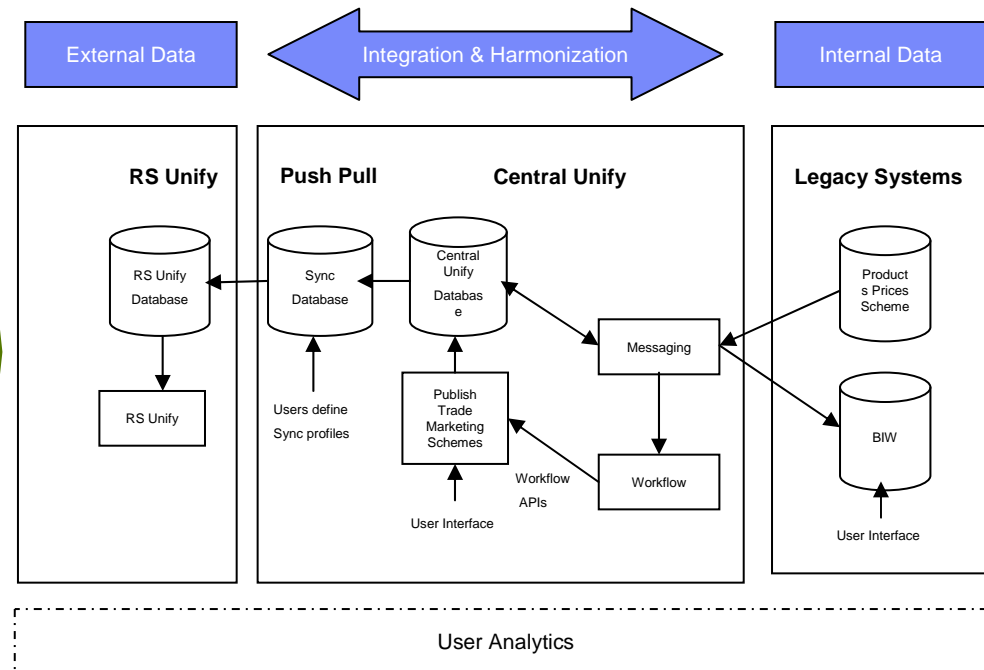 External Data
Integration & Harmonization
Internal Data
RS Unify
Push Pull
Central Unify
Legacy Systems
RS Unify
Database
Sync
Database
Central
Unify
Databas
e
Product
s Prices
Scheme
Messaging
RS Unify
Users define
Sync profiles
Publish
Trade
Marketing
Schemes
Workflow
APIs
Workflow
BIW
User Interface
User Interface
User Analytics